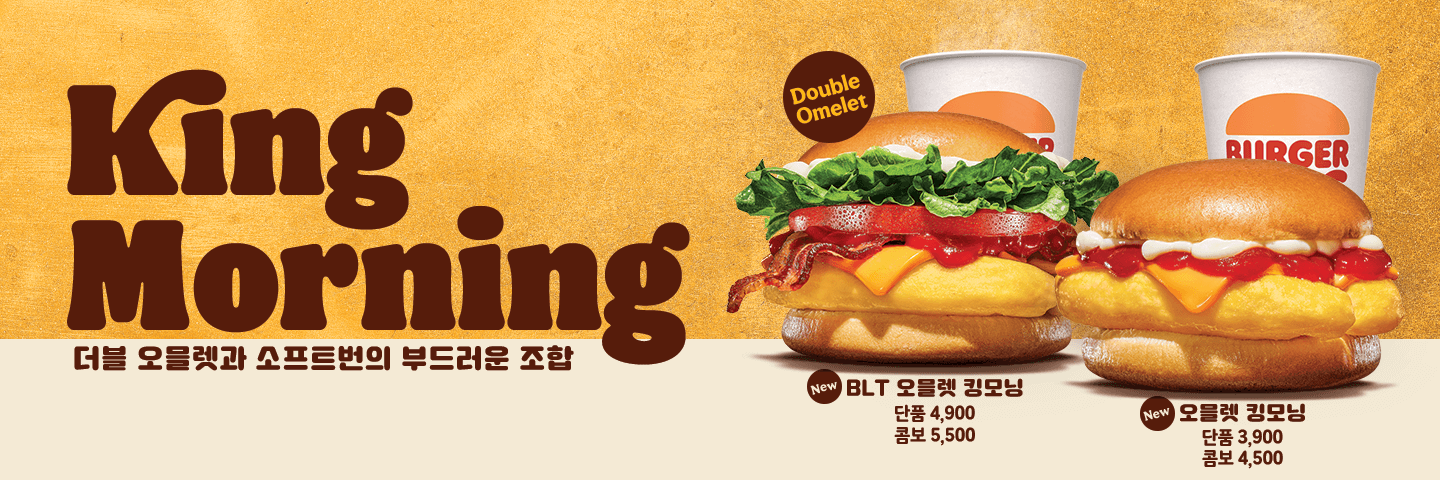 King
Morning
더블 오믈렛과 소프트번의 부드러운 조합
Double
Omelet
BURGER
New BLT 오믈렛 킹모닝
단품 4,900
콤보 5,500
New 오믈렛 킹모닝
단품 3,900
콤보 4,500